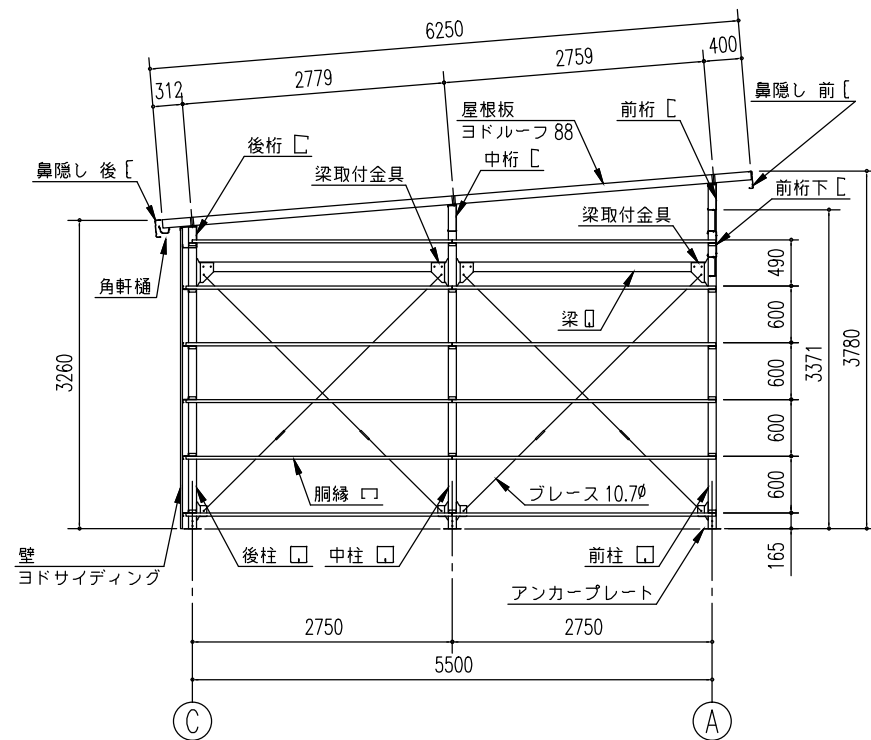 6250
312
2779
2759
400
屋根板
ヨドルーフ 88
前桁
鼻隠し 前
後桁
中桁
鼻隠し 後
梁取付金具
梁取付金具
前桁下
角軒樋
梁
490
600
600
600
600
165
3260
3371
3780
胴縁
ブレース 10.7φ
壁
ヨドサイディング
後柱
中柱
前柱
アンカープレート
2750
2750
5500
C
A